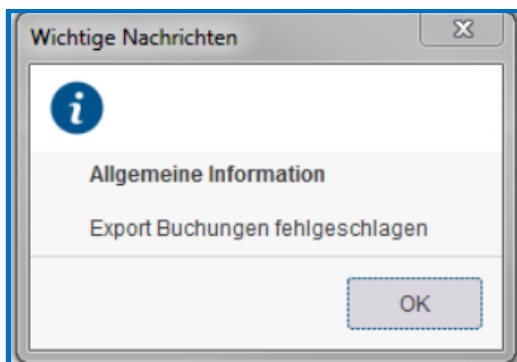 Wichtige Nachrichten
Allgemeine Information
Export Buchungen fehlgeschlagen
OK